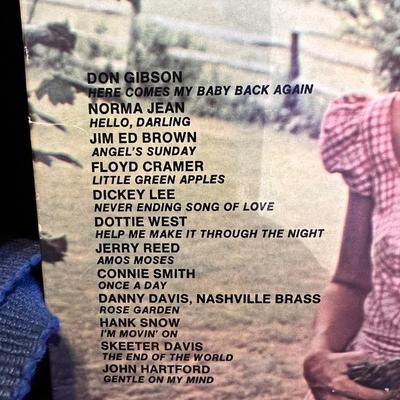 DON GIBSON
HERE COMES MY BABY BACK AGAIN
NORMA JEAN
HELLO, DARLING
JIM ED BROWN
ANGEL'S SUNDAY
FLOYD CRAMER
LITTLE GREEN APPLES
DICKEY LEE
NEVER ENDING SONG OF LOVE
DOTTIE WEST
HELP ME MAKE IT THROUGH THE NIGHT
JERRY REED
AMOS MOSES
CONNIE SMITH
ONCE A DAY
DANNY DAVIS, NASHVILLE BRASS
ROSE GARDEN
HANK SNOW
I'M MOVIN' ON
SKEETER DAVIS
THE END OF THE WORLD
JOHN HARTFORD
GENTLE ON MY MIND